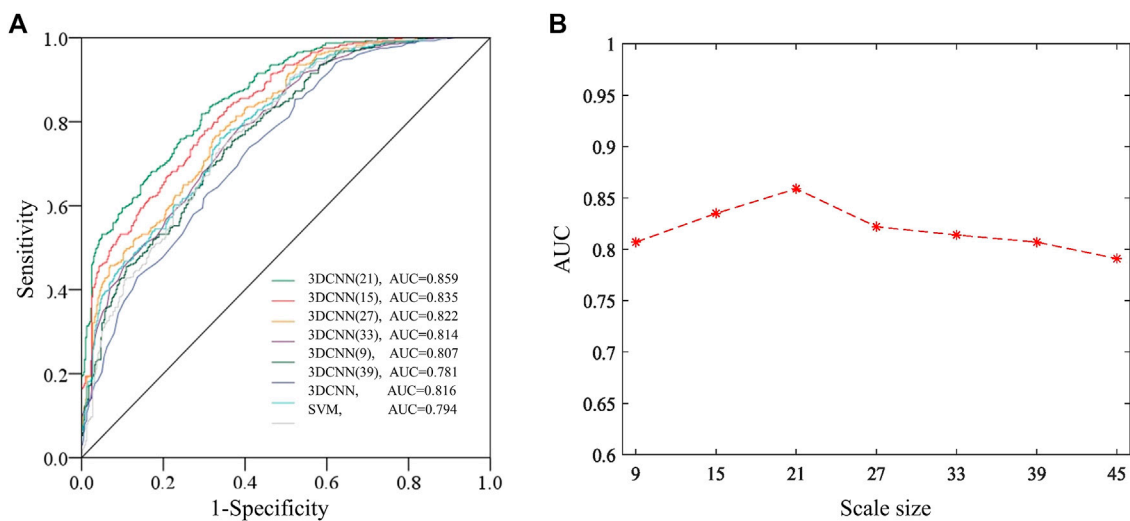 A
1.0
0.8
0.6
0.4
0.2
0.0
Sensitivity
3DCNN(21), AUC=0.859
3DCNN(15), AUC=0.835
3DCNN(27), AUC=0.822
3DCNN(33), AUC=0.814
3DCNN(9), AUC=0.807
3DCNN(39), AUC=0.781
3DCNN, AUC=0.816
SVM, AUC=0.794
0.0 0.2 0.4 0.6 0.8 1.0
1-Specificity
B
1
0.95
0.9
0.85
0.8
0.75
0.7
0.65
0.6
AUC
9 15 21 27 33 39 45
Scale size